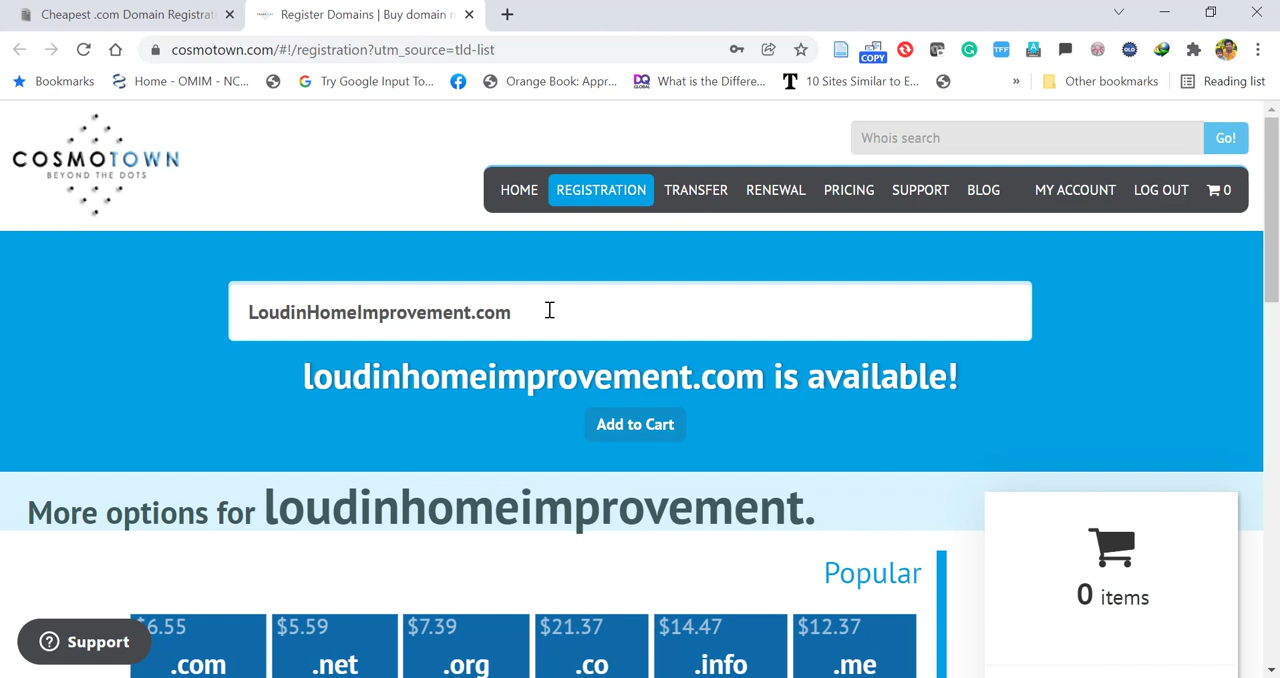 Cheapest .com Domain Registrat
Register Domains | Buy domain n
cosmotown.com/#!/registration?utm_source=tld-list
COPY
TFF
OLD
Bookmarks
Home - OMIM - NC...
Try Google Input To...
Orange Book: Appr...
DQ GLOBAL
What is the Differe...
10 Sites Similar to E...
»
Other bookmarks
Reading list
COSMOTOWN
BEYOND THE DOTS
Whois search
Go!
HOME REGISTRATION TRANSFER RENEWAL PRICING SUPPORT BLOG MY ACCOUNT LOG OUT 0
LoudinHomeImprovement.com
loudinhomeimprovement.com is available!
Add to Cart
More options for loudinhomeimprovement.
Popular
0 items
$6.55 $5.59 $7.39 $21.37 $14.47 $12.37
.com .net .org .co .info .me
Support